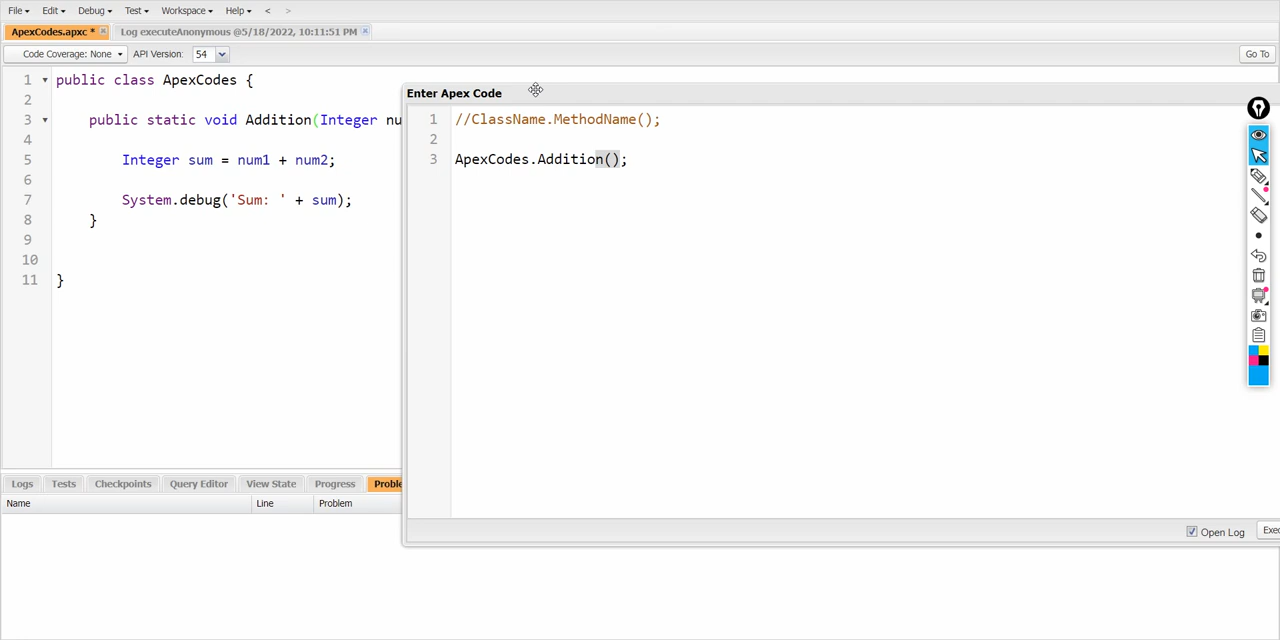 File Edit Debug Test Workspace Help < >
ApexCodes.apxc * Log executeAnonymous @5/18/2022, 10:11:51 PM
Code Coverage: None API Version: 54 Go To
1 public class ApexCodes {
2
3 public static void Addition(Integer nu
4
5 Integer sum = num1 + num2;
6
7 System.debug('Sum: ' + sum);
8 }
9
10
11 }
Enter Apex Code
1 //ClassName.MethodName();
2
3 ApexCodes.Addition();
Open Log Exec
Logs Tests Checkpoints Query Editor View State Progress Proble
Name Line Problem